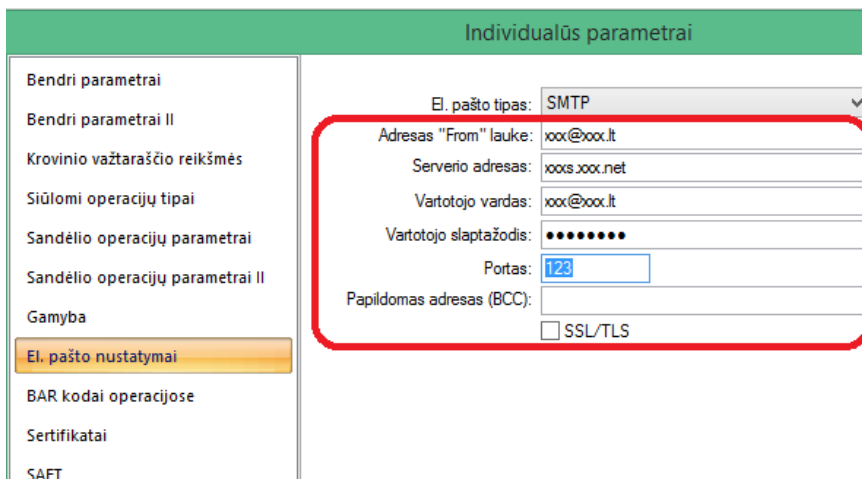 Individualūs parametrai
Bendri parametrai
Bendri parametrai II
Krovinio važtaraščio reikšmės
Siūlomi operacijų tipai
Sandėlio operacijų parametrai
Sandėlio operacijų parametrai II
Gamyba
El. pašto nustatymai
BAR kodai operacijose
Sertifikatai
SAFT
El. pašto tipas: SMTP
Adresas "From" lauke: xxx@xxx.lt
Serverio adresas: xxxs.xxx.net
Vartotojo vardas: xxx@xxx.lt
Vartotojo slaptažodis: ●●●●●●●●
Portas: 123
Papildomas adresas (BCC):
SSL/TLS